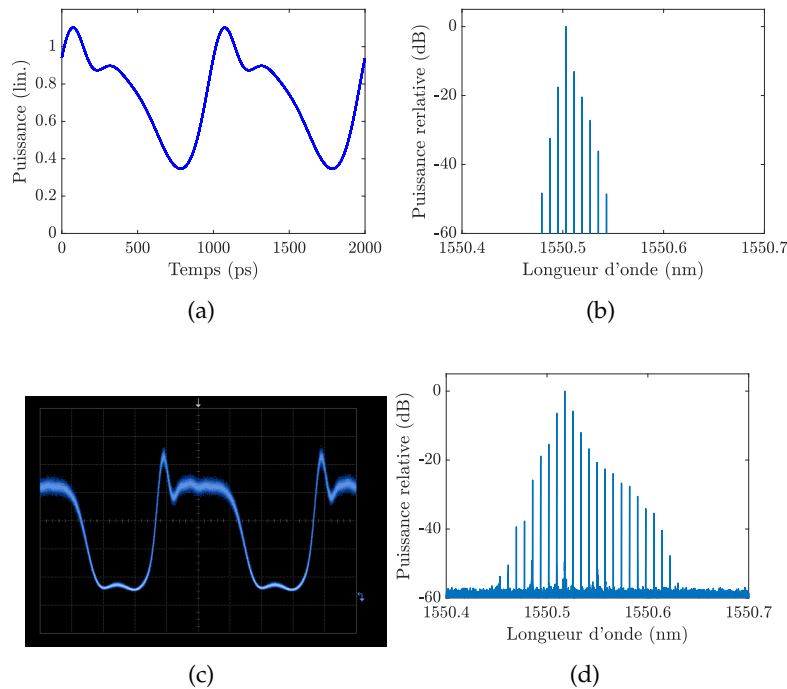 1
0.8
0.6
0.4
0.2
0
0
500
1000
1500
2000
Puissance (lin.)
Temps (ps)
(a)
0
-20
-40
-60
1550.4
1550.5
1550.6
1550.7
Puissance rerlative (dB)
Longueur d'onde (nm)
(b)
(c)
0
-20
-40
-60
1550.4
1550.5
1550.6
1550.7
Puissance relative (dB)
Longueur d'onde (nm)
(d)